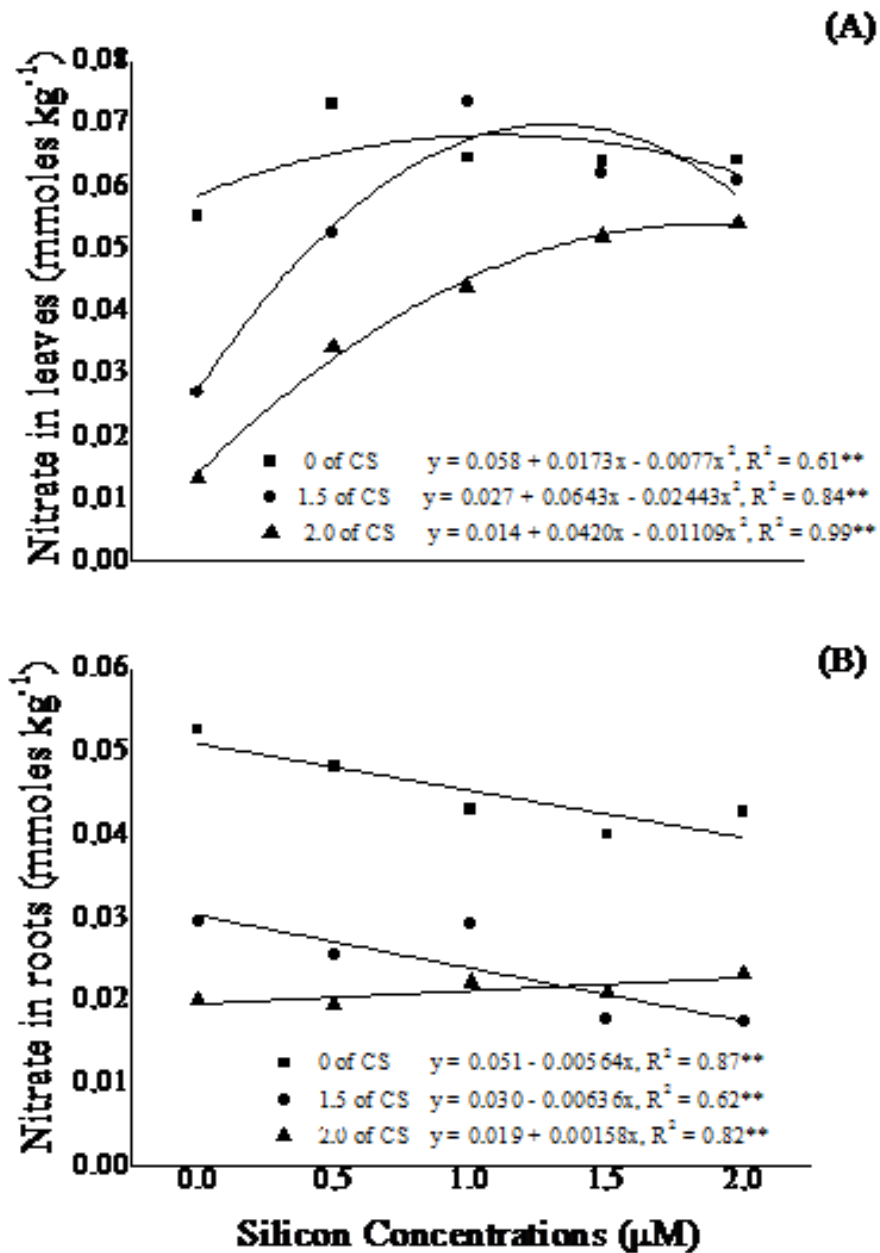 (A)
Nitrate in leaves (mmoles kg⁻¹)
0.08
0.07
0.06
0.05
0.04
0.03
0.02
0.01
0.00
0 of CS y = 0.058 + 0.0173x - 0.0077x², R² = 0.61**
1.5 of CS y = 0.027 + 0.0643x - 0.02443x², R² = 0.84**
2.0 of CS y = 0.014 + 0.0420x - 0.01109x², R² = 0.99**
(B)
Nitrate in roots (mmoles kg⁻¹)
0.06
0.05
0.04
0.03
0.02
0.01
0.00
0 of CS y = 0.051 - 0.00564x, R² = 0.87**
1.5 of CS y = 0.030 - 0.00636x, R² = 0.62**
2.0 of CS y = 0.019 + 0.00158x, R² = 0.82**
0.0 0.5 1.0 1.5 2.0
Silicon Concentrations (µM)